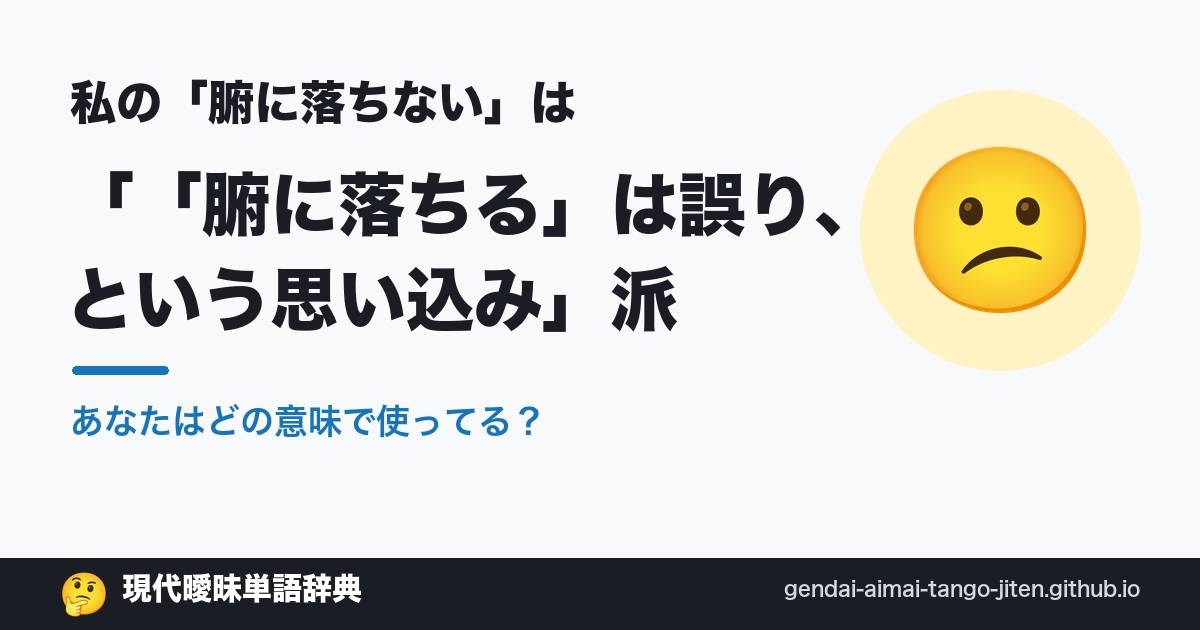 私の「腑に落ちない」は
「「腑に落ちる」は誤り、
という思い込み」派
あなたはどの意味で使ってる？
現代曖昧単語辞典
gendai-aimai-tango-jiten.github.io